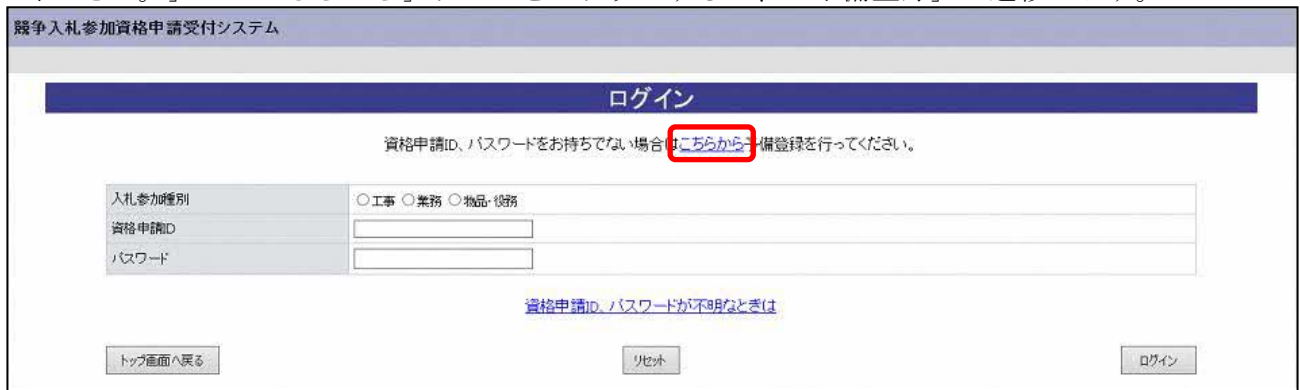 競争入札参加資格申請受付システム
ログイン
資格申請ID、パスワードをお持ちでない場合はこちらから予備登録を行ってください。
入札参加種別 ○工事 ○業務 ○物品・役務
資格申請ID
パスワード
資格申請ID、パスワードが不明なときは
トップ画面へ戻る リセット ログイン